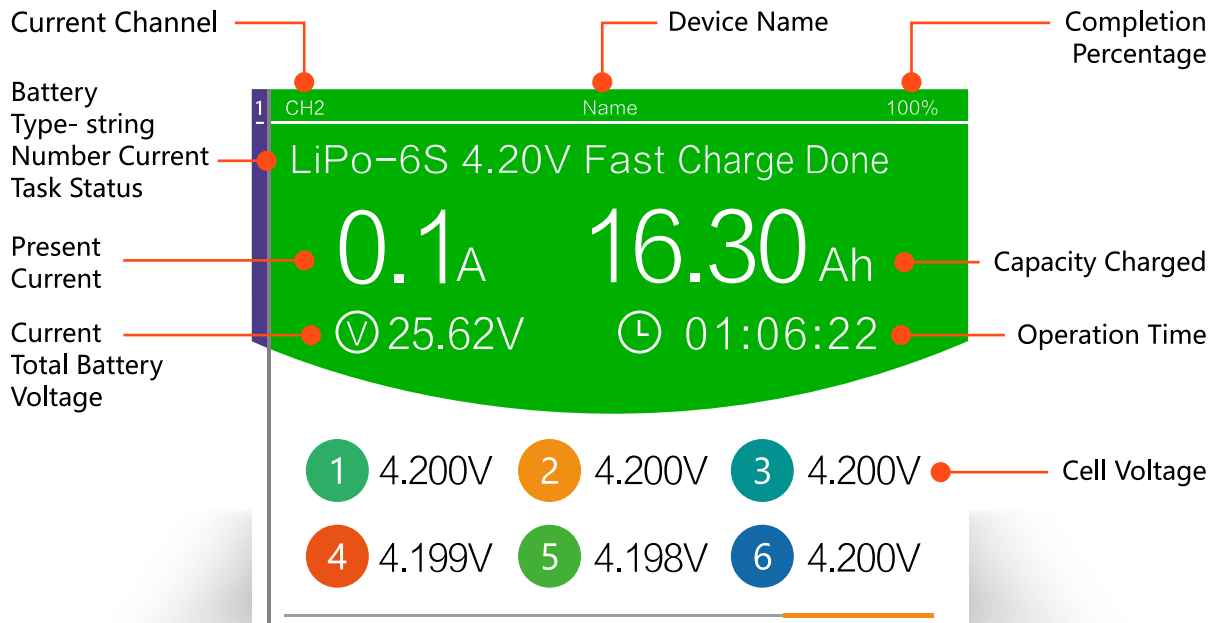 Current Channel
Device Name
Completion
Percentage
Battery
Type- string
Number Current
Task Status
1 CH2 Name 100%
LiPo-6S 4.20V Fast Charge Done
Present
Current
0.1A 16.30Ah
Capacity Charged
Current
Total Battery
Voltage
V 25.62V 01:06:22
Operation Time
1 4.200V 2 4.200V 3 4.200V
Cell Voltage
4 4.199V 5 4.198V 6 4.200V